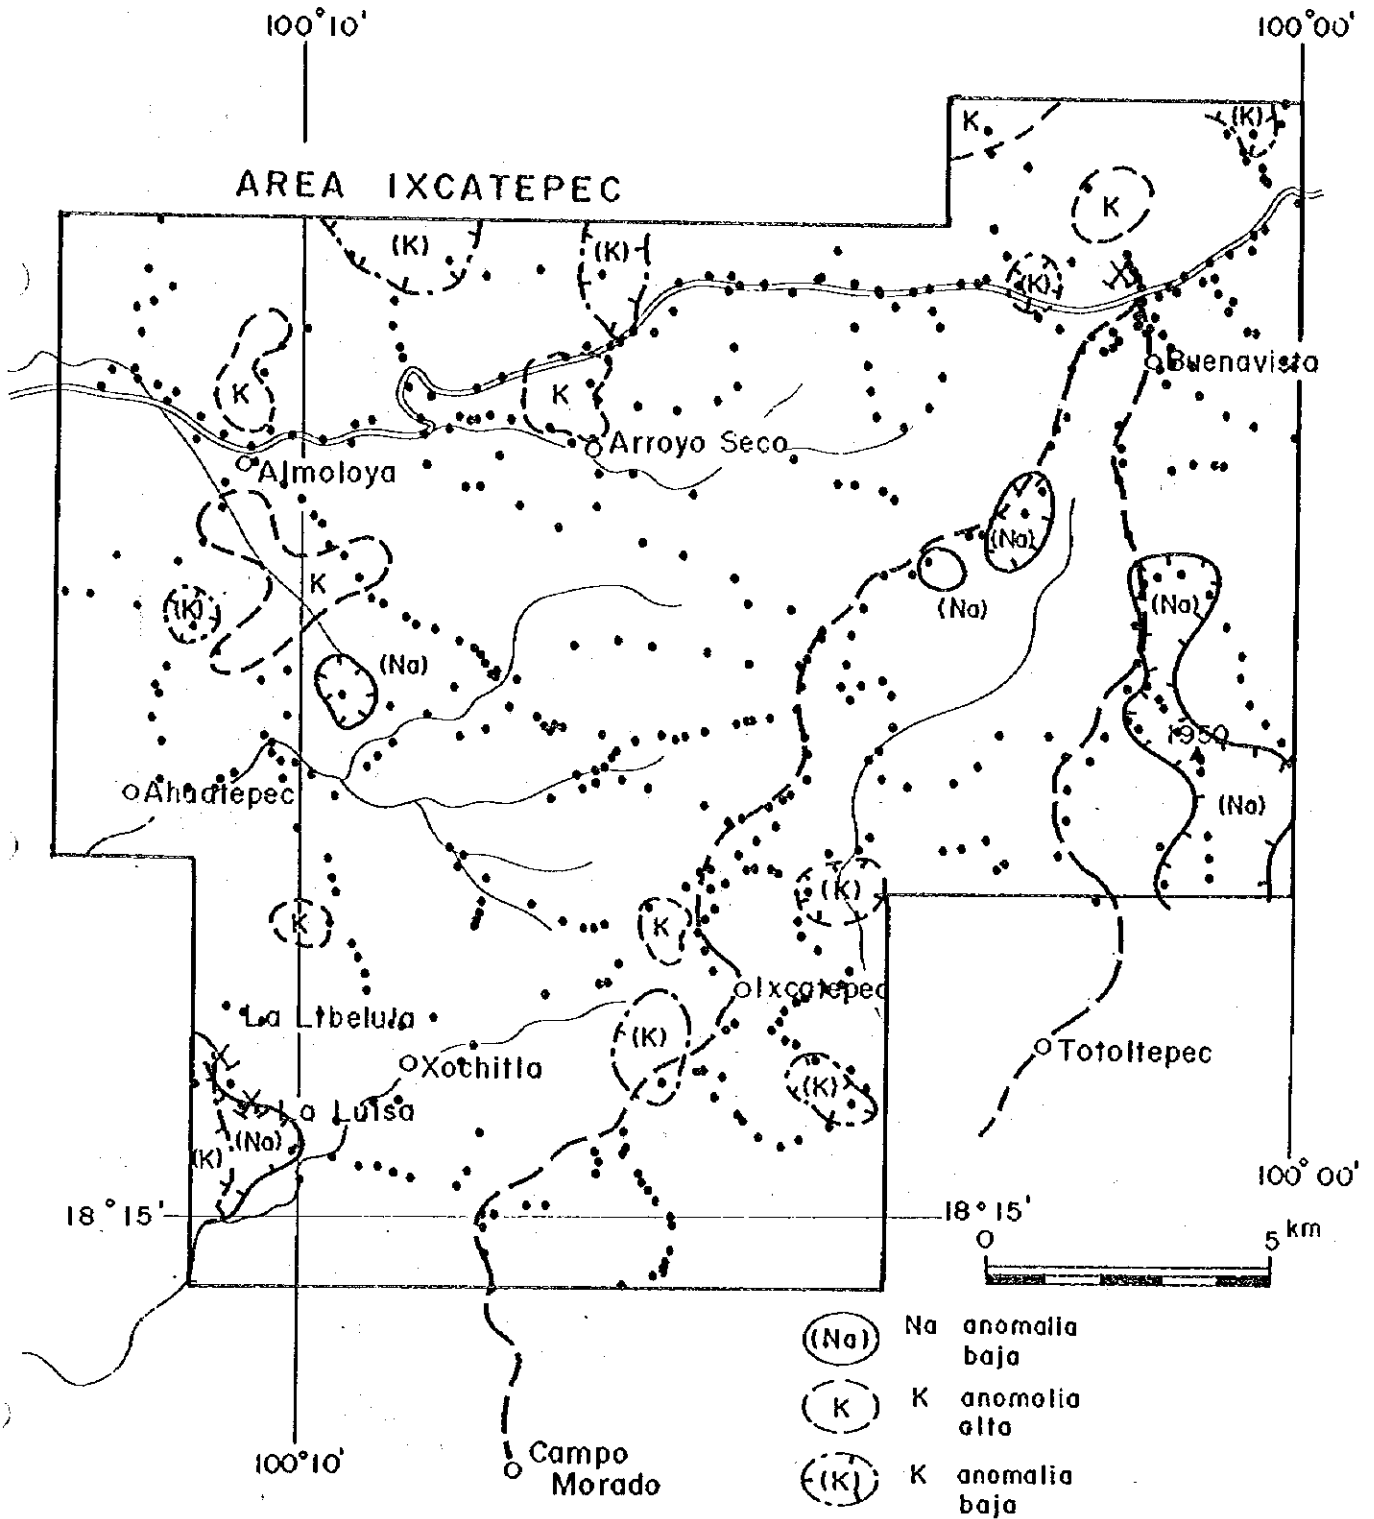 100°10'
100°00'
K
(K)
AREA IXCATEPEC
K
(K)
(K)
(K)
Buenavista
K
K
Arroyo Seco
Almoloya
(Na)
K
(Na)
(Na)
(K)
(Na)
1950
Ahuatepec
(Na)
(K)
K
K
Ixcatepec
La Libelula
(K)
Totoltepec
Xochitla
(K)
La Luisa
(Na)
(K)
100°00'
18°15'
18°15'
0
5 km
(Na)
Na anomalia
baja
K
K anomalia
alta
100°10'
Campo
Morado
(K)
K anomalia
baja